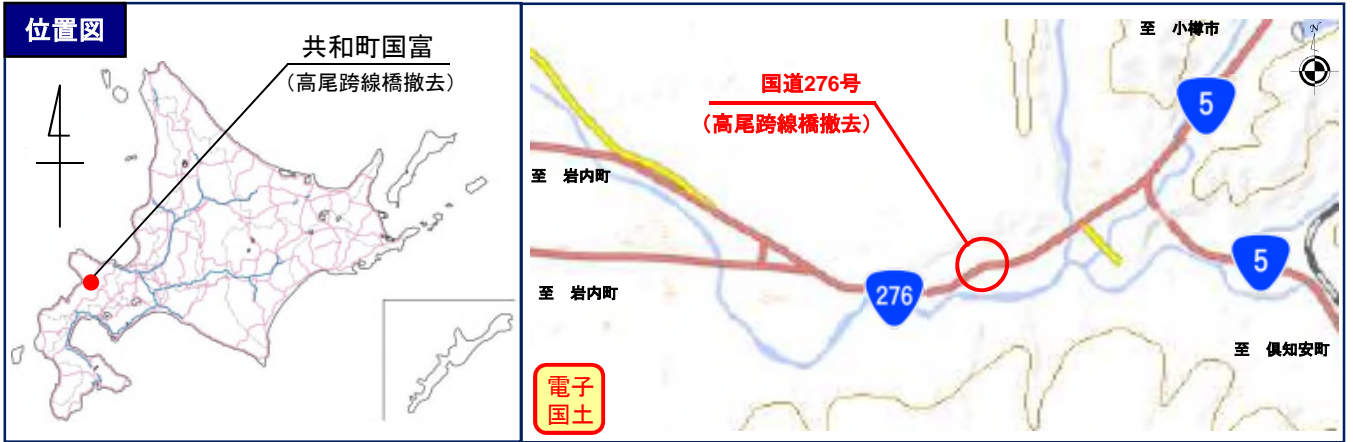 位置図
共和町国富
（高尾跨線橋撤去）
至 小樽市
N
国道276号
（高尾跨線橋撤去）
5
至 岩内町
5
至 岩内町
276
至 倶知安町
電子
国土